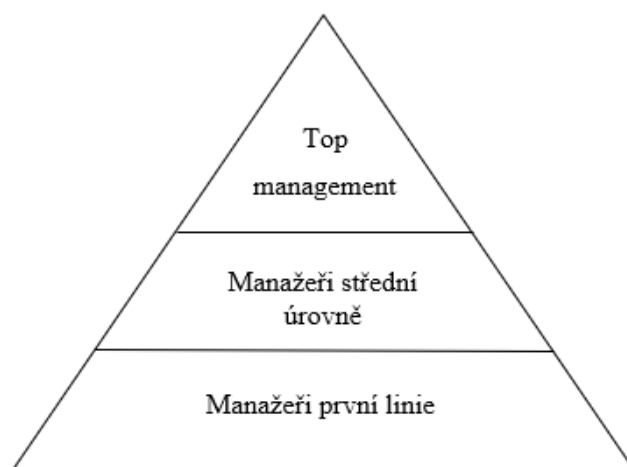 Top
management
Manažeři střední
úrovně
Manažeři první linie